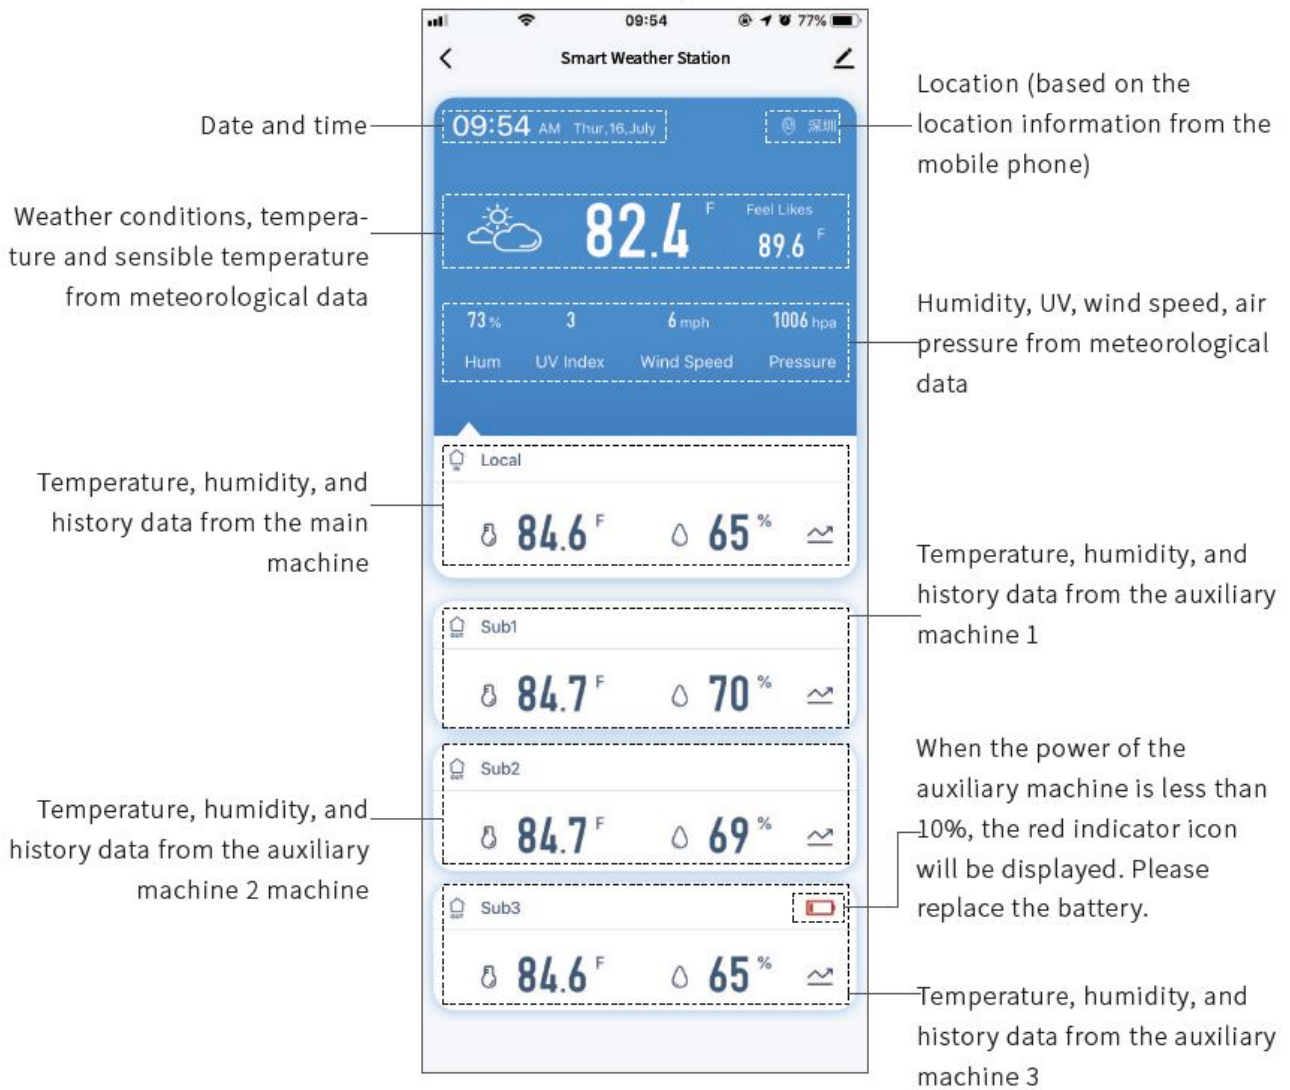 09:54
77%
Smart Weather Station
Date and time
09:54 AM Thur,16,July
深圳
Location (based on the
location information from the
mobile phone)
Weather conditions, tempera-
ture and sensible temperature
from meteorological data
82.4 F
Feel Likes
89.6 F
73 % 3 6 mph 1006 hpa
Hum UV Index Wind Speed Pressure
Humidity, UV, wind speed, air
pressure from meteorological
data
Temperature, humidity, and
history data from the main
machine
IN Local
84.6 F 65 %
Temperature, humidity, and
history data from the auxiliary
machine 1
OUT Sub1
84.7 F 70 %
Temperature, humidity, and
history data from the auxiliary
machine 2 machine
OUT Sub2
84.7 F 69 %
When the power of the
auxiliary machine is less than
10%, the red indicator icon
will be displayed. Please
replace the battery.
OUT Sub3
84.6 F 65 %
Temperature, humidity, and
history data from the auxiliary
machine 3